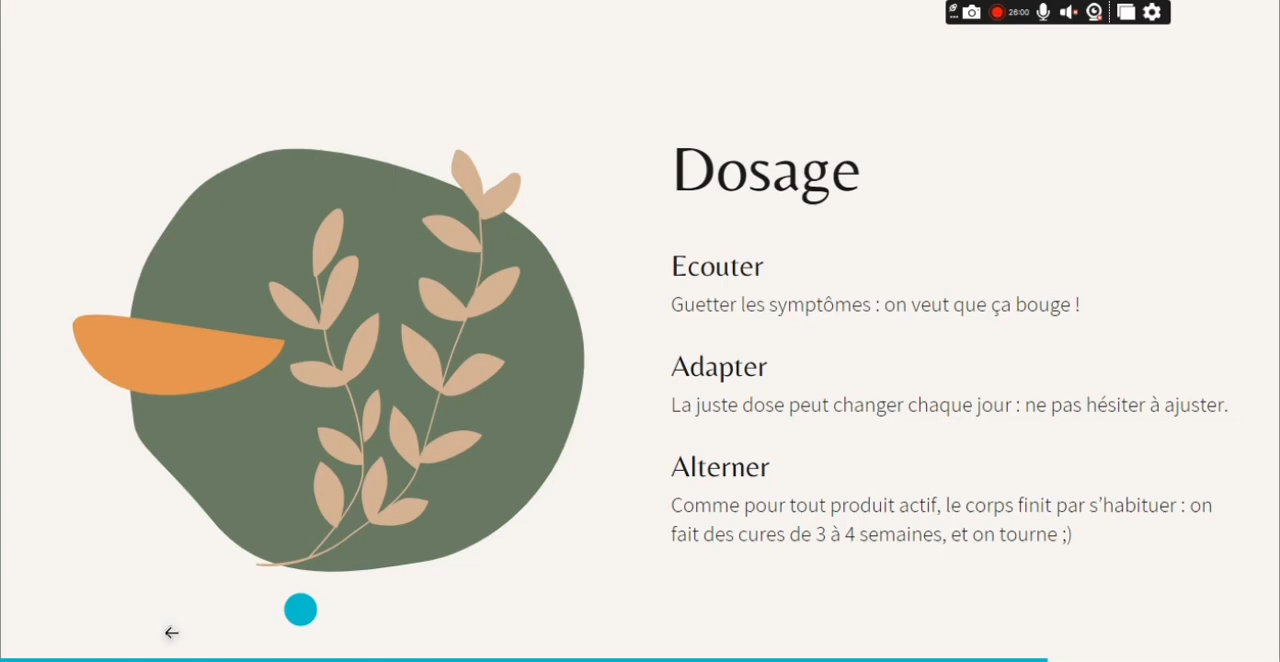 26:00
Dosage
Ecouter
Guetter les symptômes : on veut que ça bouge !
Adapter
La juste dose peut changer chaque jour : ne pas hésiter à ajuster.
Alterner
Comme pour tout produit actif, le corps finit par s'habituer : on
fait des cures de 3 à 4 semaines, et on tourne ;)